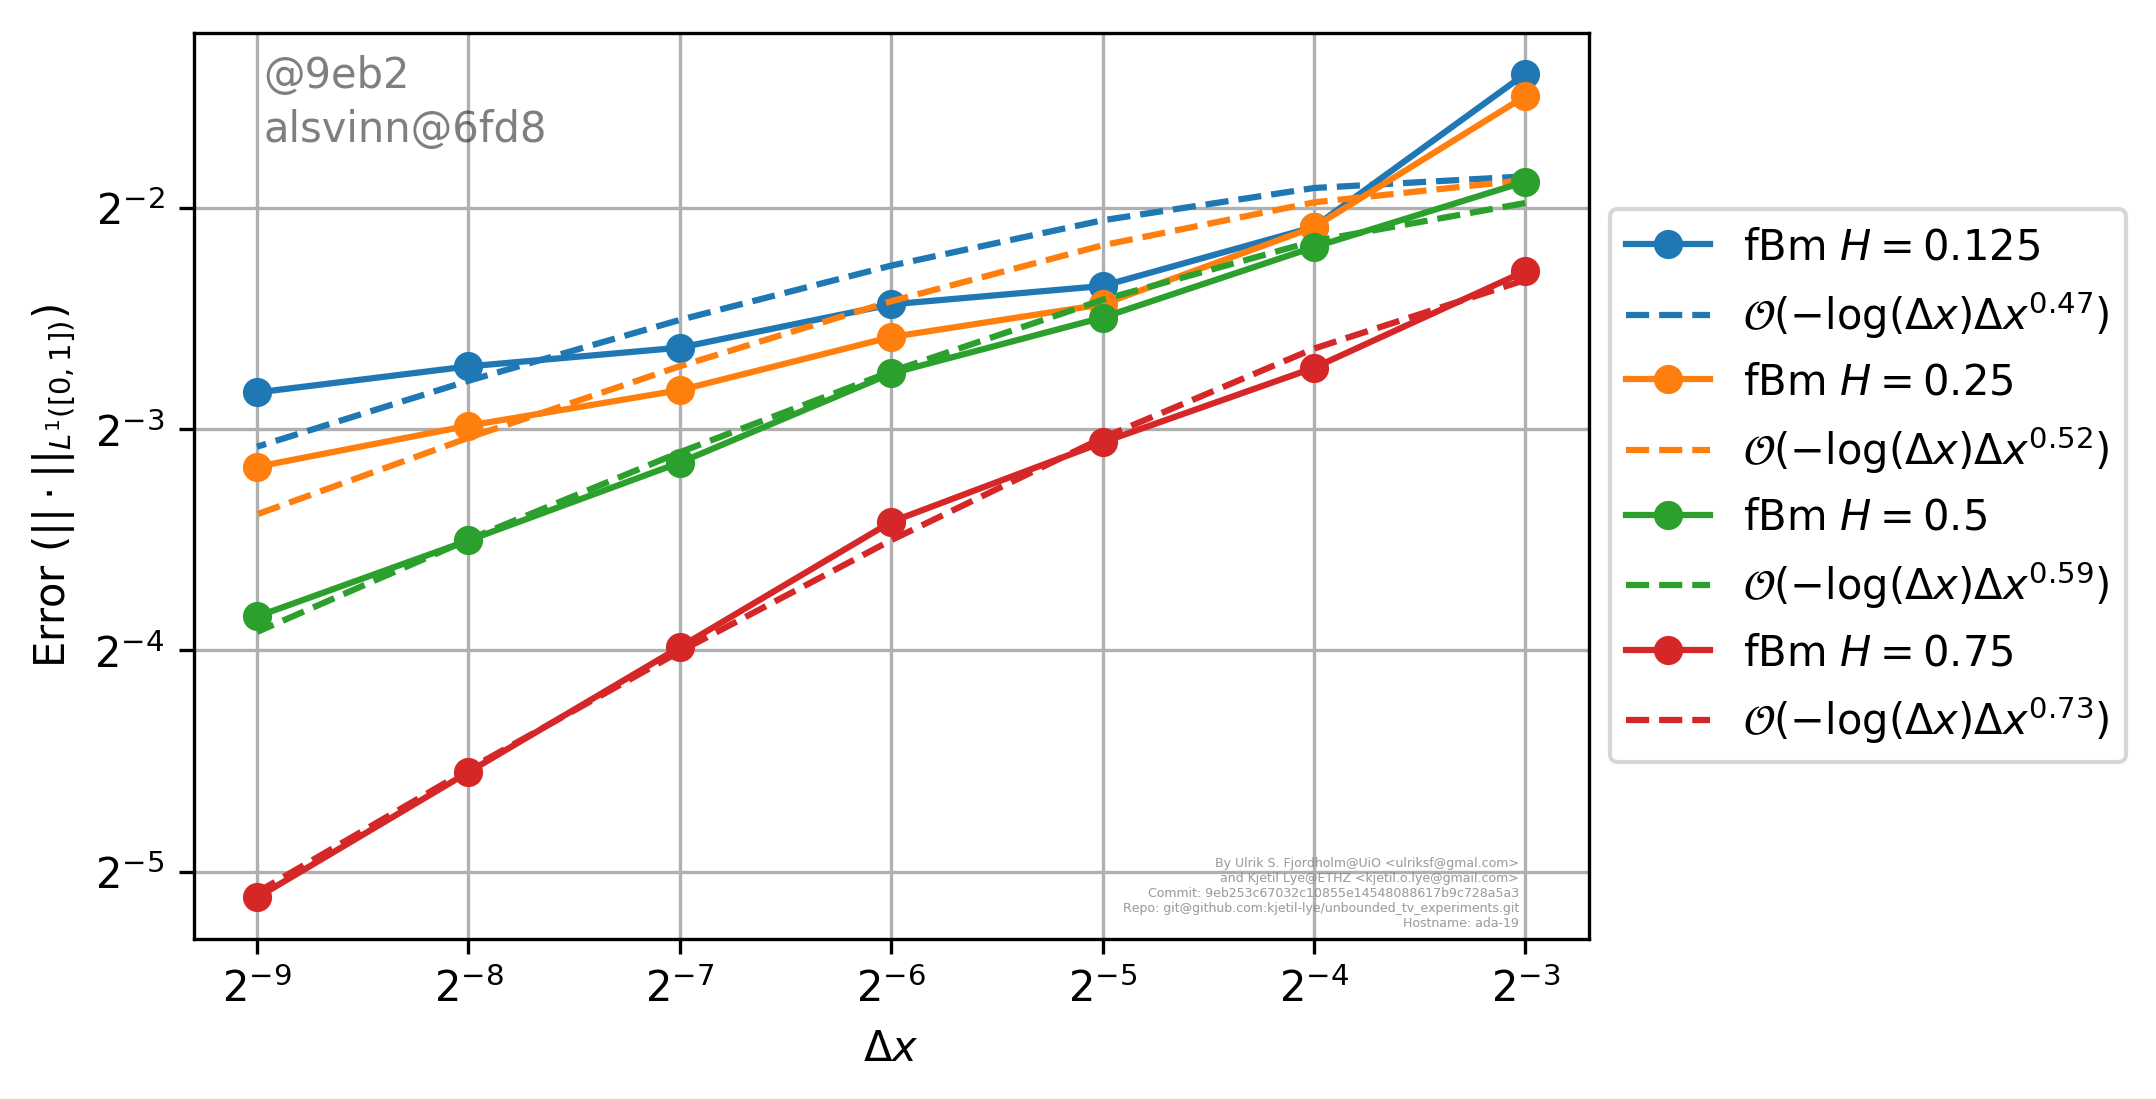 @9eb2
alsvinn@6fd8
Error (|| · ||_{L^1([0, 1])})
2^{-2}
2^{-3}
2^{-4}
2^{-5}
2^{-9} 2^{-8} 2^{-7} 2^{-6} 2^{-5} 2^{-4} 2^{-3}
Δx
By Ulrik S. Fjordholm@UiO <ulriksf@gmal.com>
and Kjetil Lye@ETHZ <kjetil.o.lye@gmail.com>
Commit: 9eb253c67032c10855e14548088617b9c728a5a3
Repo: git@github.com:kjetil-lye/unbounded_tv_experiments.git
Hostname: ada-19
fBm H = 0.125
𝒪(−log(Δx)Δx^{0.47})
fBm H = 0.25
𝒪(−log(Δx)Δx^{0.52})
fBm H = 0.5
𝒪(−log(Δx)Δx^{0.59})
fBm H = 0.75
𝒪(−log(Δx)Δx^{0.73})